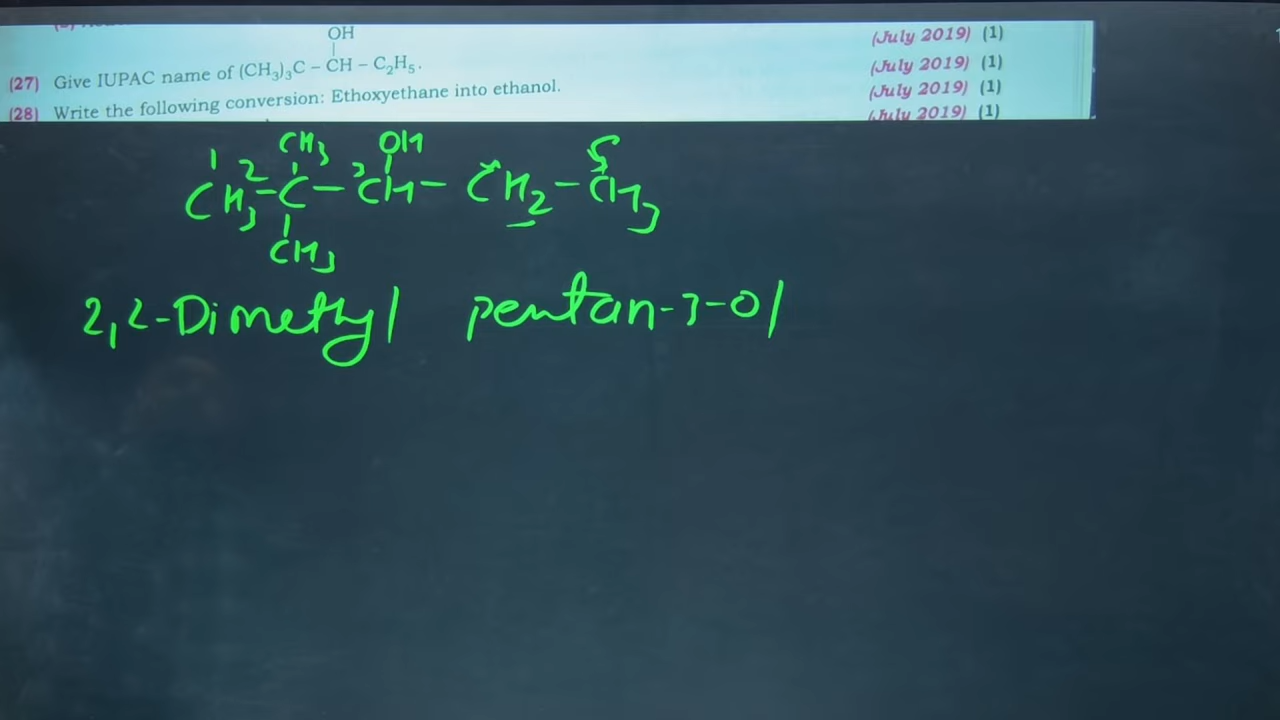 OH
(July 2019) (1)
(27) Give IUPAC name of (CH₃)₃C – CH – C₂H₅.
(July 2019) (1)
(28) Write the following conversion: Ethoxyethane into ethanol.
(July 2019) (1)
(July 2019) (1)
CH3 OH
1 2 3 5
CH3-C-CH-CH2-CH3
CH3
2,2-Dimethyl pentan-3-ol